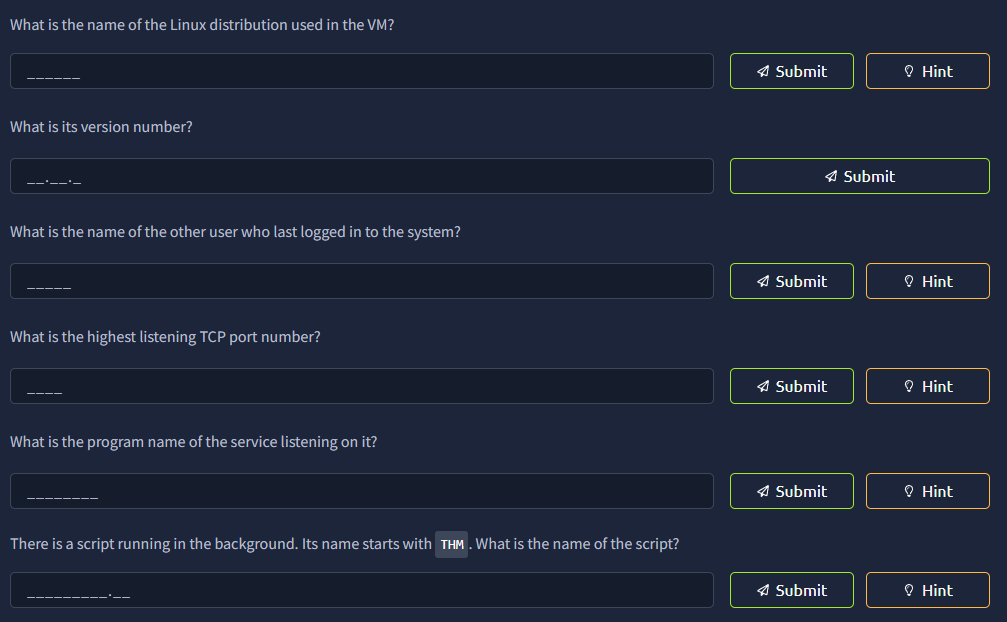 What is the name of the Linux distribution used in the VM?
______ Submit Hint
What is its version number?
__.__._ Submit
What is the name of the other user who last logged in to the system?
_____ Submit Hint
What is the highest listening TCP port number?
____ Submit Hint
What is the program name of the service listening on it?
________ Submit Hint
There is a script running in the background. Its name starts with THM. What is the name of the script?
_________.__ Submit Hint